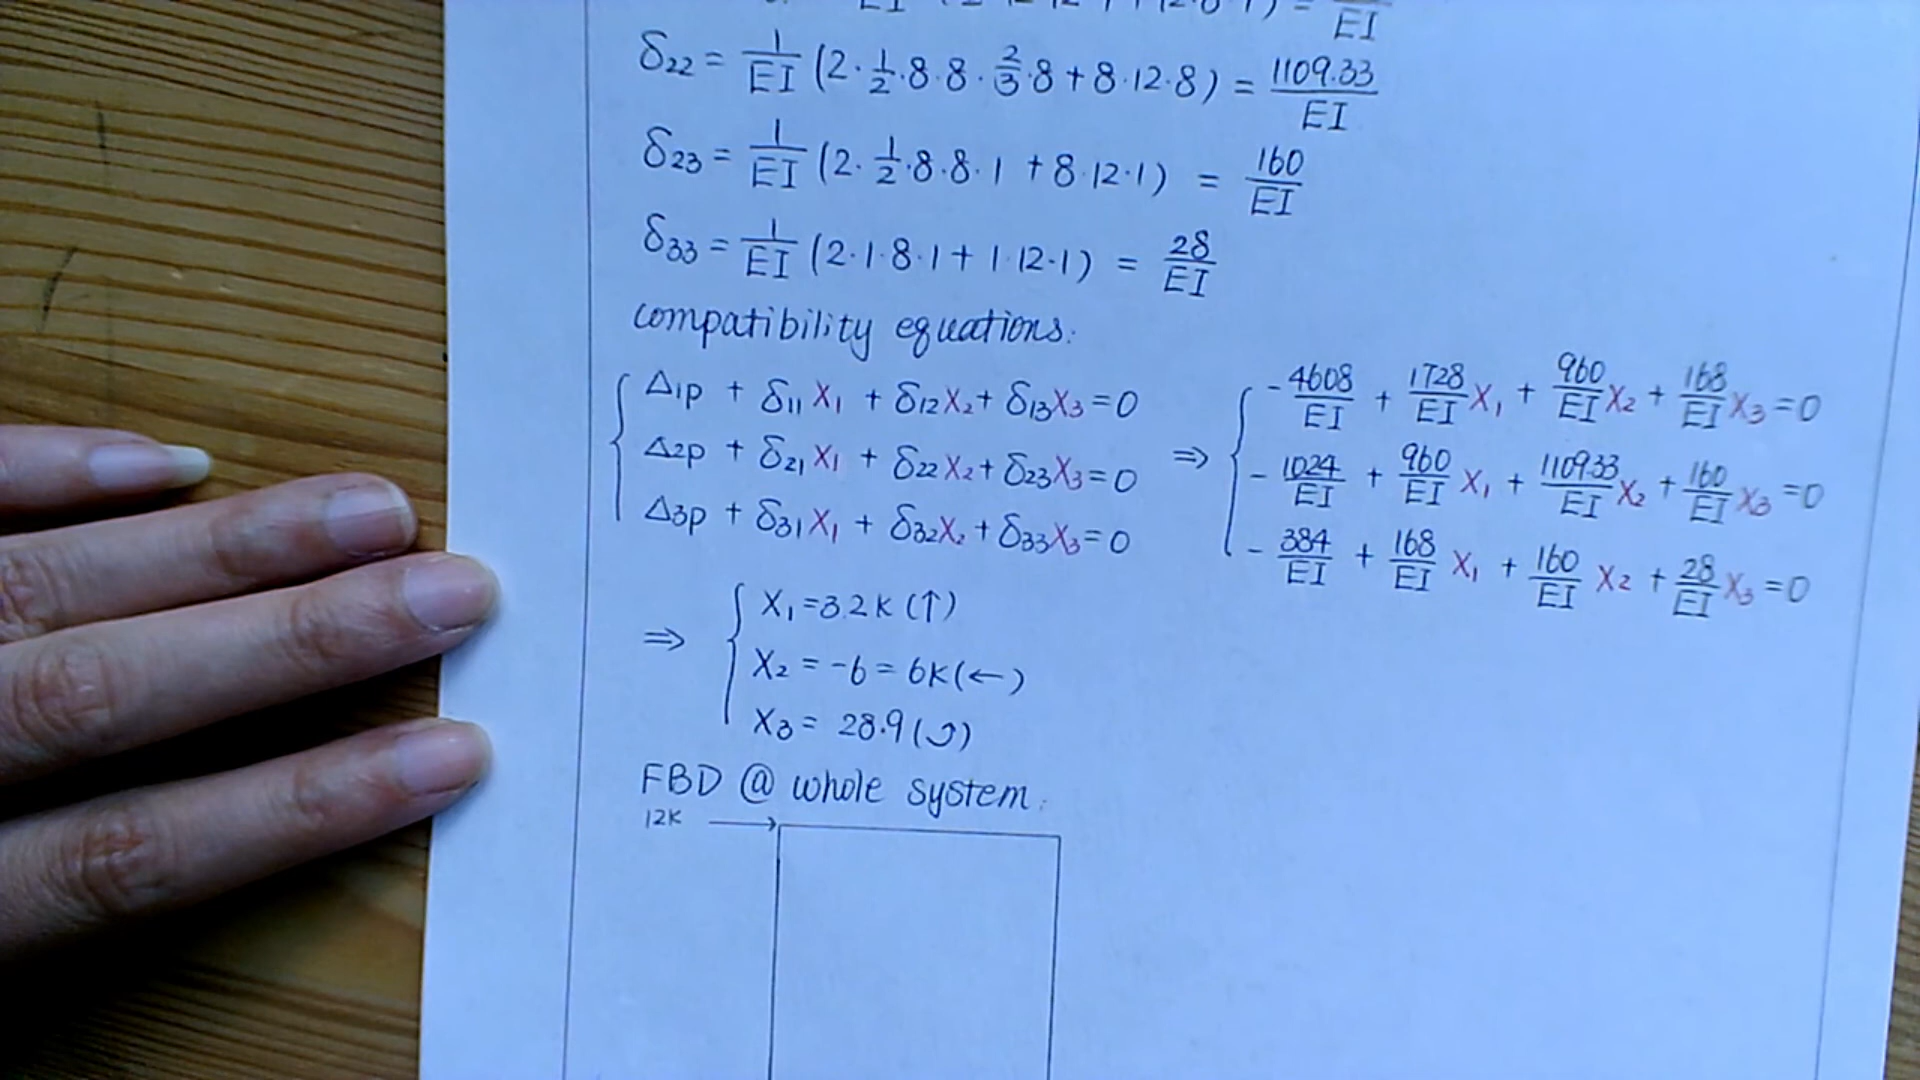 EI
δ22 = 1/EI (2·1/2·8·8·2/3·8 + 8·12·8) = 1109.33/EI
δ23 = 1/EI (2·1/2·8·8·1 + 8·12·1) = 160/EI
δ33 = 1/EI (2·1·8·1 + 1·12·1) = 28/EI
compatibility equations:
Δ1p + δ11X1 + δ12X2 + δ13X3 = 0 ⇒ -4608/EI + 1728/EI X1 + 960/EI X2 + 168/EI X3 = 0
Δ2p + δ21X1 + δ22X2 + δ23X3 = 0 - 1024/EI + 960/EI X1 + 1109.33/EI X2 + 160/EI X3 = 0
Δ3p + δ31X1 + δ32X2 + δ33X3 = 0 - 384/EI + 168/EI X1 + 160/EI X2 + 28/EI X3 = 0
⇒ X1 = 3.2K (↑)
X2 = -6 = 6K (←)
X3 = 28.9 (⤴)
FBD @ whole system:
12K →